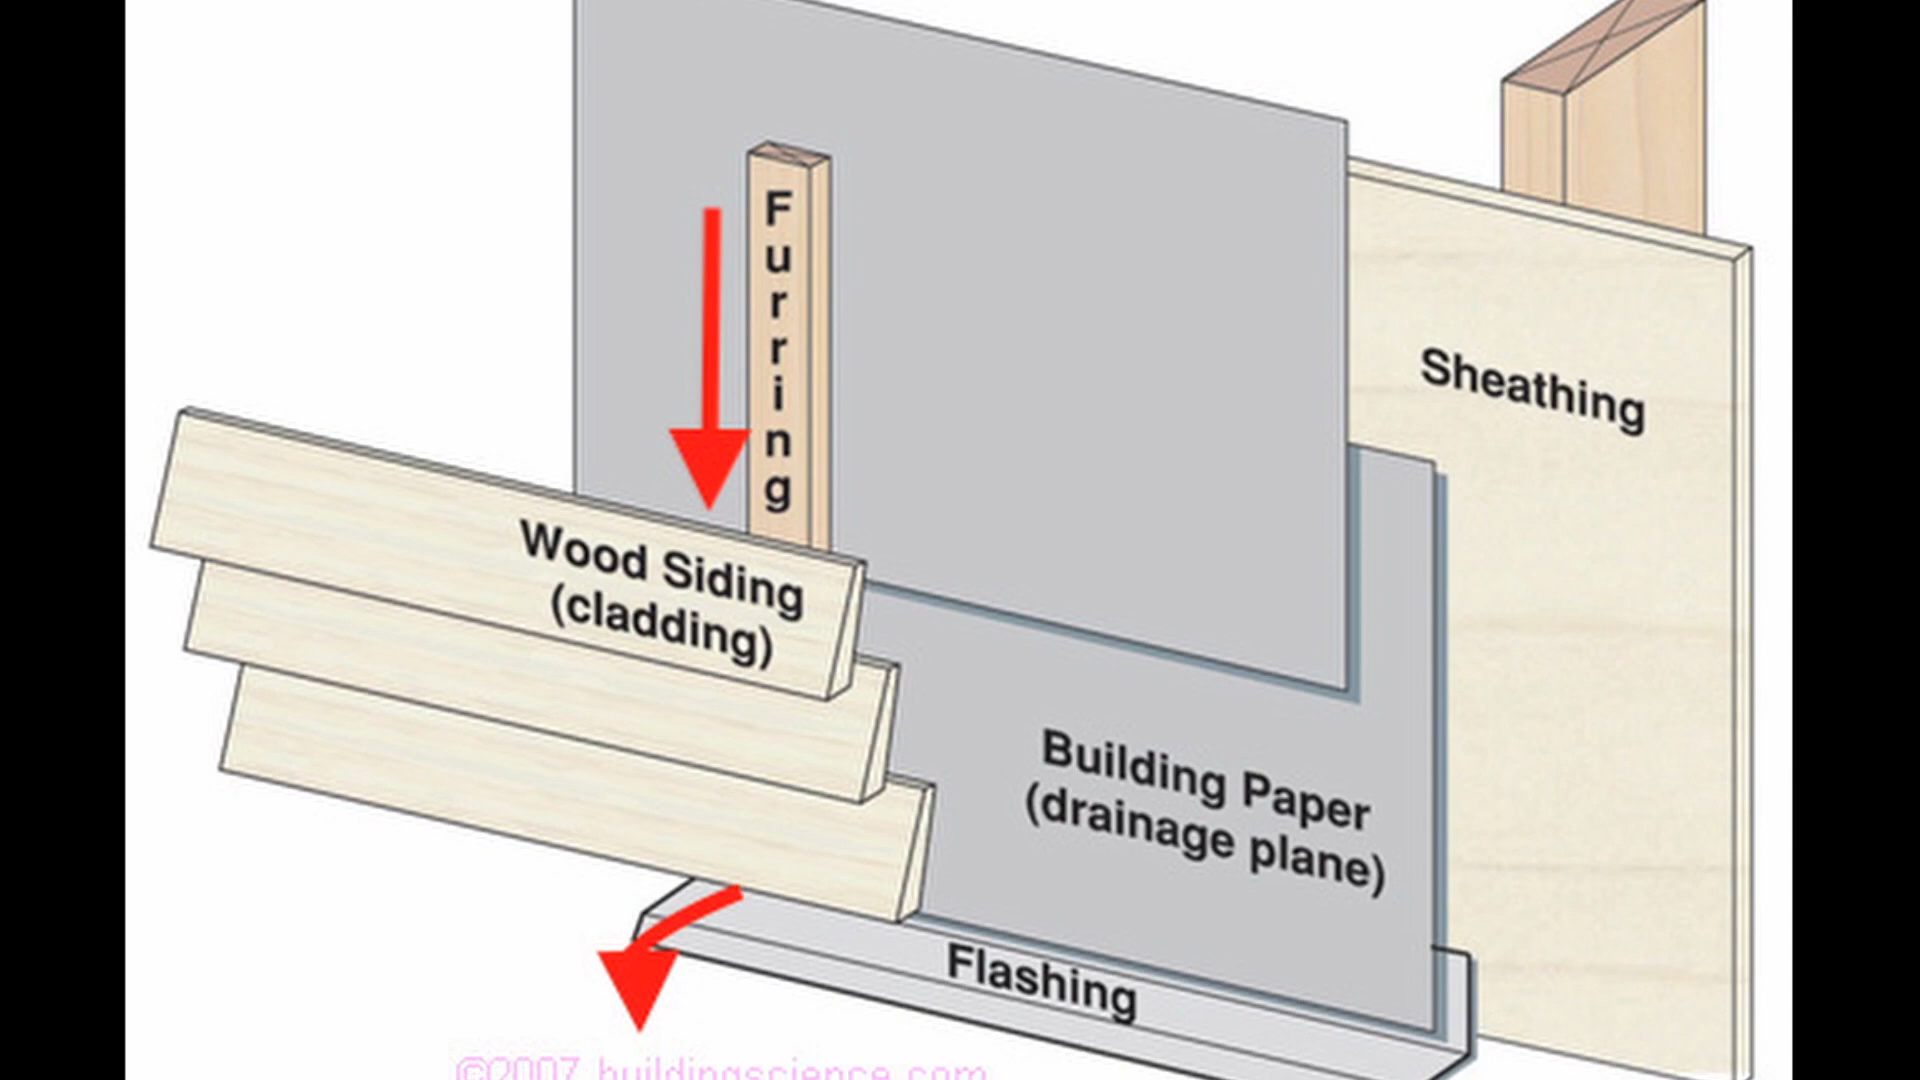 Furring
Sheathing
Wood Siding
(cladding)
Building Paper
(drainage plane)
Flashing
©2007 buildingscience.com